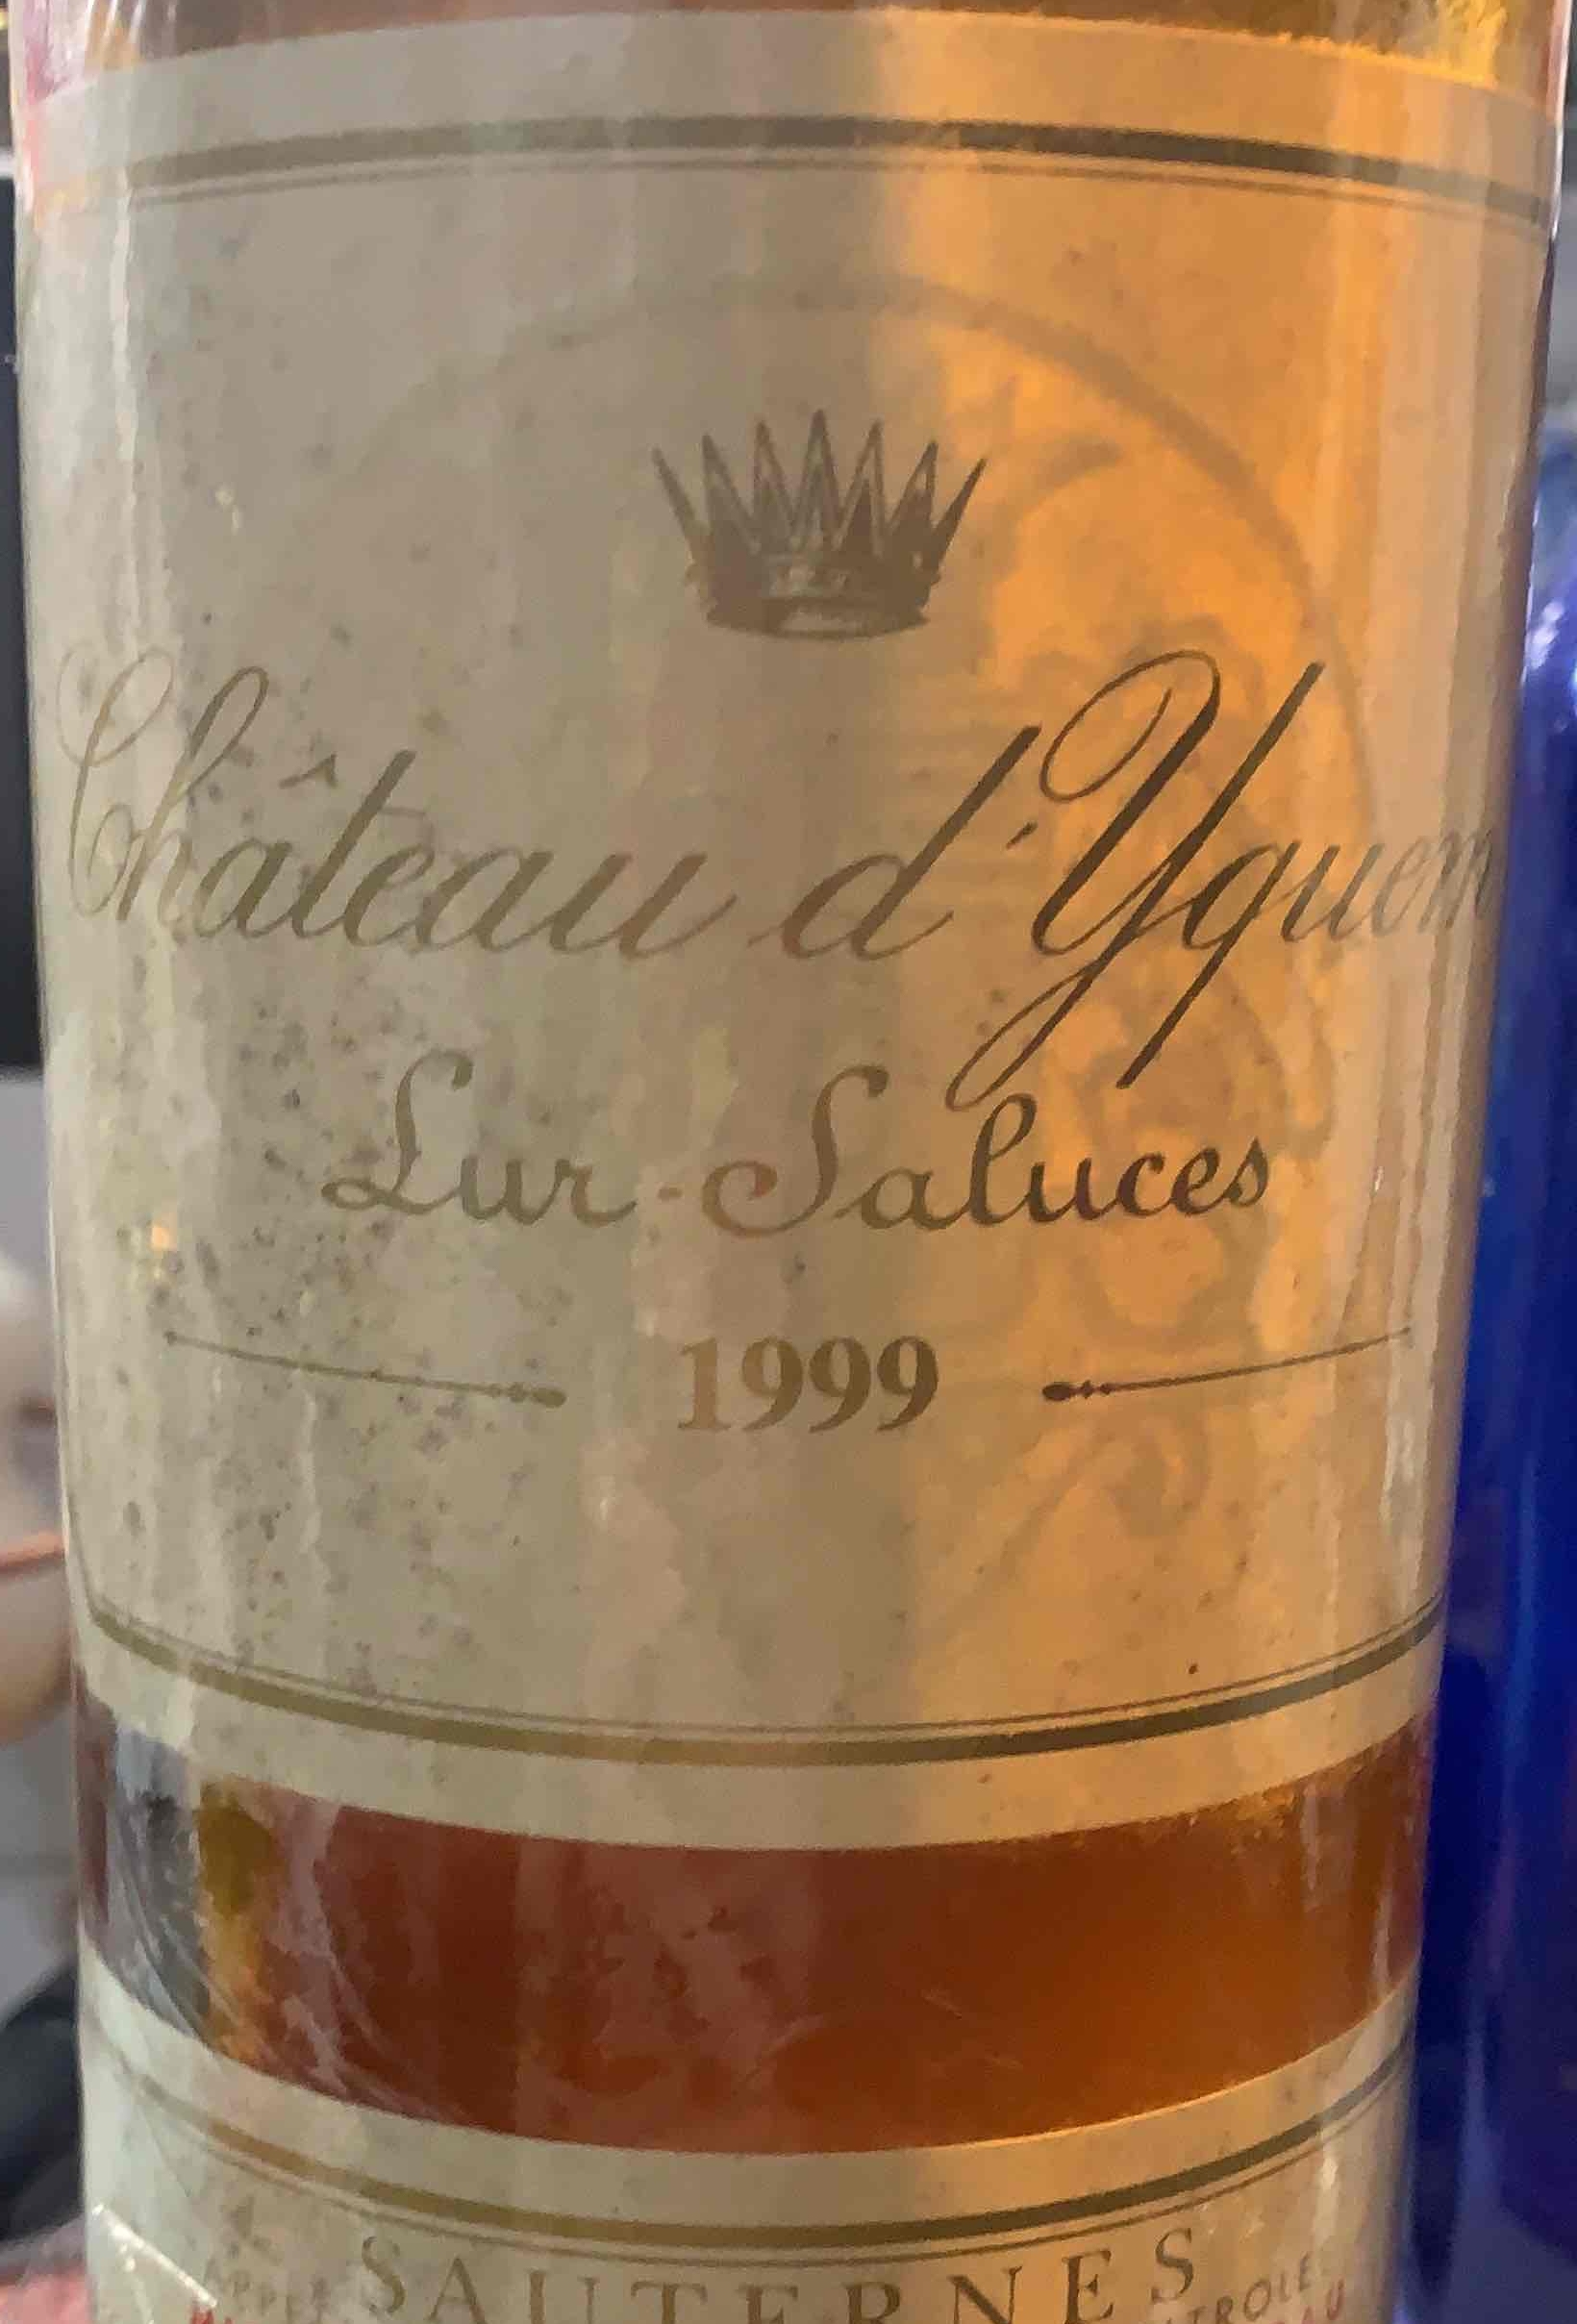 Château d'Yquem
Lur-Saluces
1999
SAUTERNES